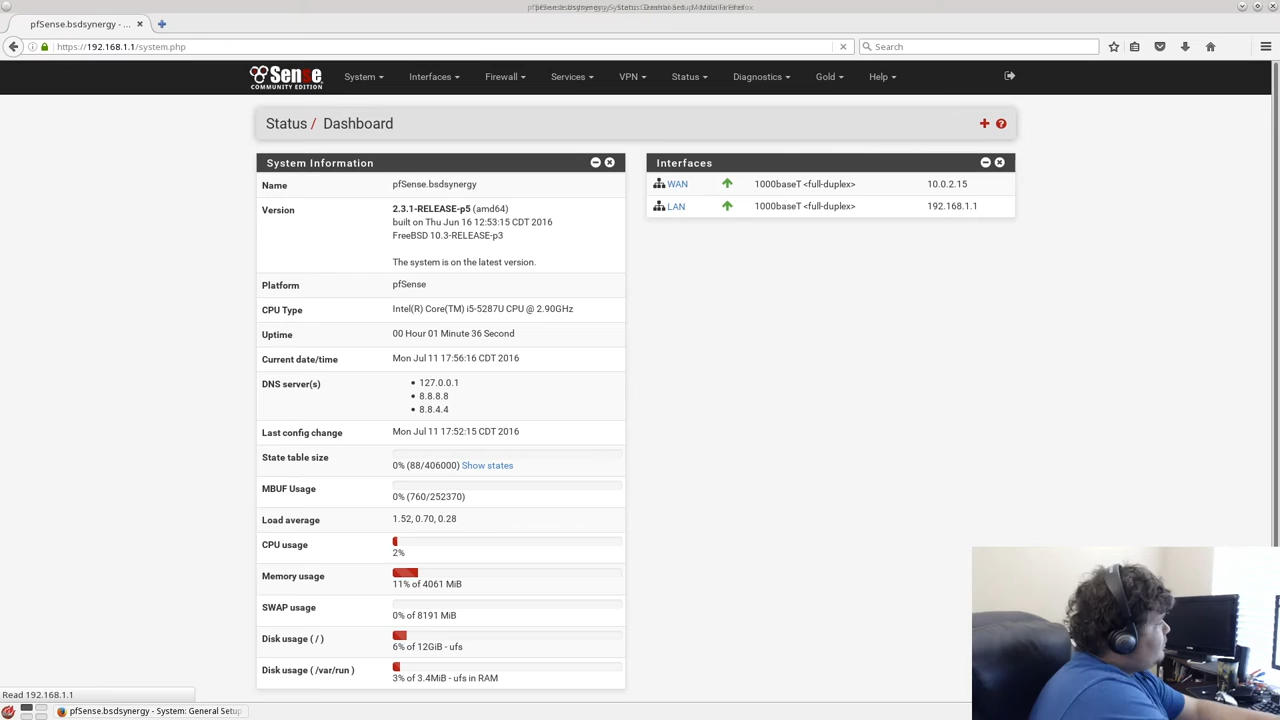 pfSense.bsdsynergy - ...
https://192.168.1.1/system.php
Search
Sense
COMMUNITY EDITION
System
Interfaces
Firewall
Services
VPN
Status
Diagnostics
Gold
Help
Status / Dashboard
System Information
Name pfSense.bsdsynergy
Version 2.3.1-RELEASE-p5 (amd64)
built on Thu Jun 16 12:53:15 CDT 2016
FreeBSD 10.3-RELEASE-p3
The system is on the latest version.
Platform pfSense
CPU Type Intel(R) Core(TM) i5-5287U CPU @ 2.90GHz
Uptime 00 Hour 01 Minute 36 Second
Current date/time Mon Jul 11 17:56:16 CDT 2016
DNS server(s) 127.0.0.1
8.8.8.8
8.8.4.4
Last config change Mon Jul 11 17:52:15 CDT 2016
State table size
0% (88/406000) Show states
MBUF Usage
0% (760/252370)
Load average 1.52, 0.70, 0.28
CPU usage
2%
Memory usage
11% of 4061 MiB
SWAP usage
0% of 8191 MiB
Disk usage ( / )
6% of 12GiB - ufs
Disk usage ( /var/run )
3% of 3.4MiB - ufs in RAM
Interfaces
WAN 1000baseT <full-duplex> 10.0.2.15
LAN 1000baseT <full-duplex> 192.168.1.1
Read 192.168.1.1
pfSense.bsdsynergy - System: General Setup